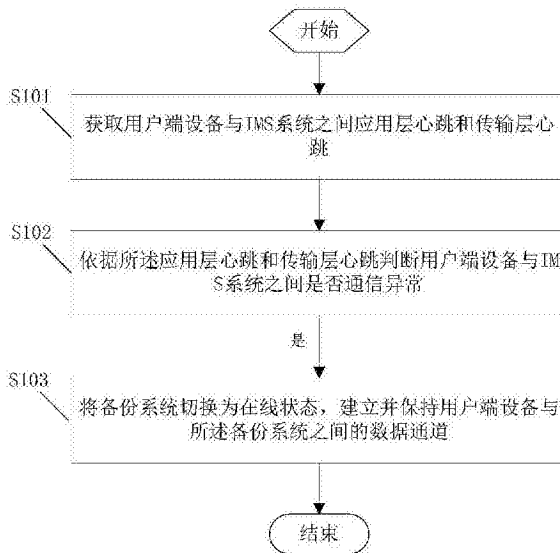 开始
S101
获取用户端设备与IMS系统之间应用层心跳和传输层心
跳
S102
依据所述应用层心跳和传输层心跳判断用户端设备与IM
S系统之间是否通信异常
是
S103
将备份系统切换为在线状态，建立并保持用户端设备与
所述备份系统之间的数据通道
结束